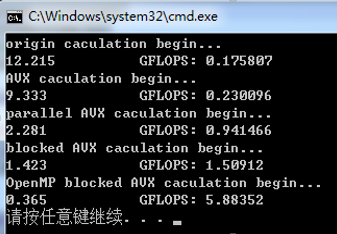 C:\Windows\system32\cmd.exe
origin caculation begin...
12.215 GFLOPS: 0.175807
AVX caculation begin...
9.333 GFLOPS: 0.230096
parallel AVX caculation begin...
2.281 GFLOPS: 0.941466
blocked AVX caculation begin...
1.423 GFLOPS: 1.50912
OpenMP blocked AVX caculation begin...
0.365 GFLOPS: 5.88352
请按任意键继续. . .